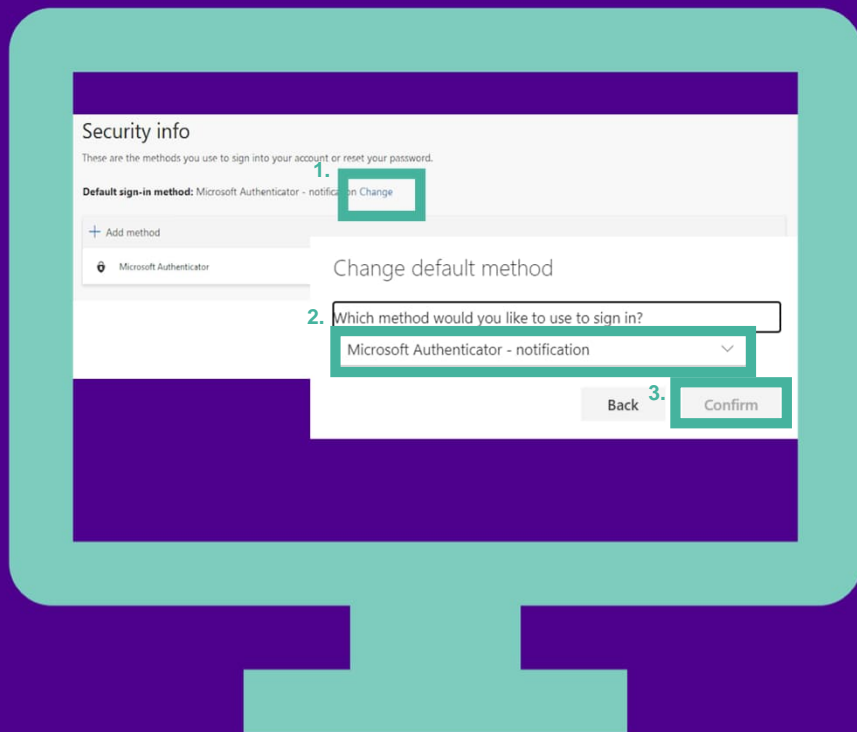 Security info
These are the methods you use to sign into your account or reset your password.
1.
Default sign-in method: Microsoft Authenticator - notification Change
+ Add method
Microsoft Authenticator
Change default method
2. Which method would you like to use to sign in?
Microsoft Authenticator - notification
Back 3. Confirm